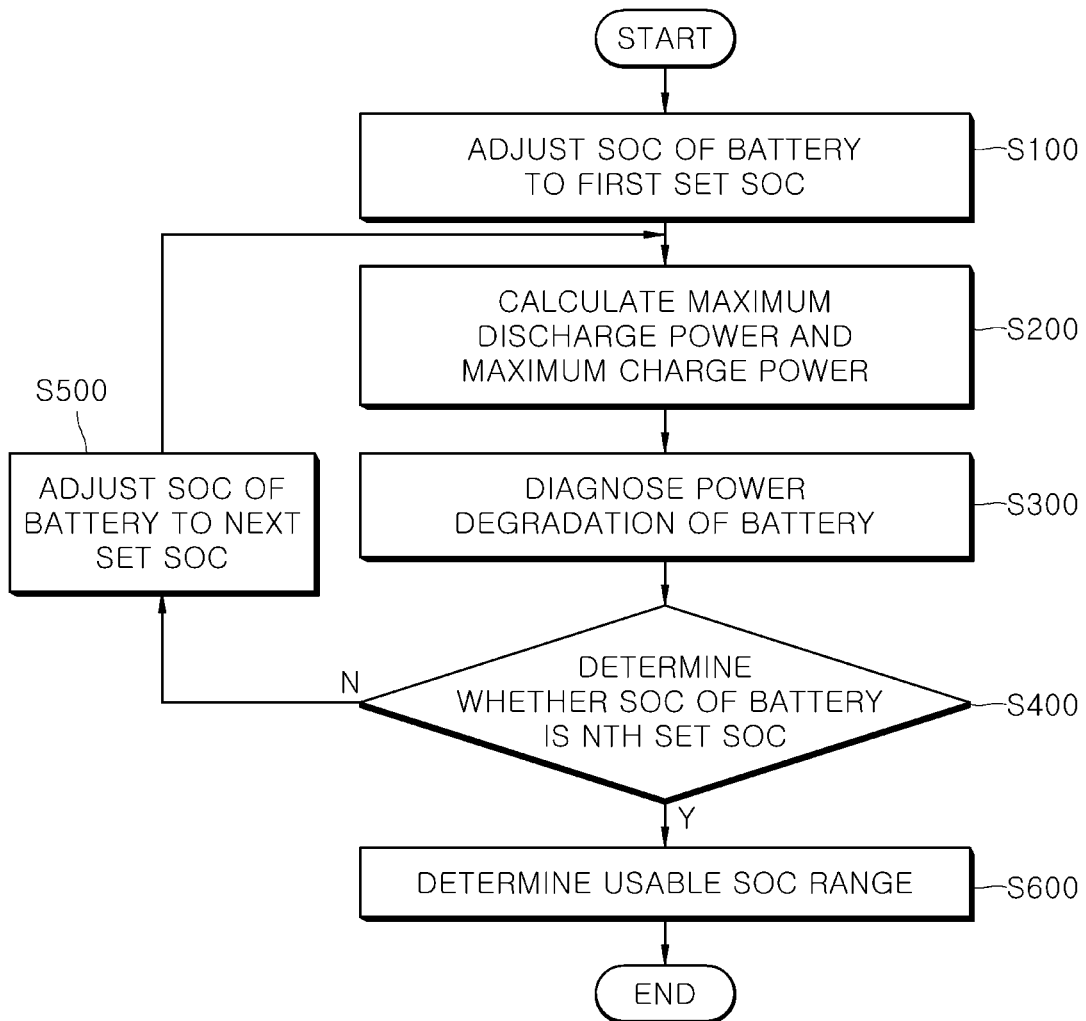 START
ADJUST SOC OF BATTERY
TO FIRST SET SOC
S100
CALCULATE MAXIMUM
DISCHARGE POWER AND
MAXIMUM CHARGE POWER
S200
S500
ADJUST SOC OF
BATTERY TO NEXT
SET SOC
DIAGNOSE POWER
DEGRADATION OF BATTERY
S300
N
DETERMINE
WHETHER SOC OF BATTERY
IS NTH SET SOC
S400
Y
DETERMINE USABLE SOC RANGE
S600
END